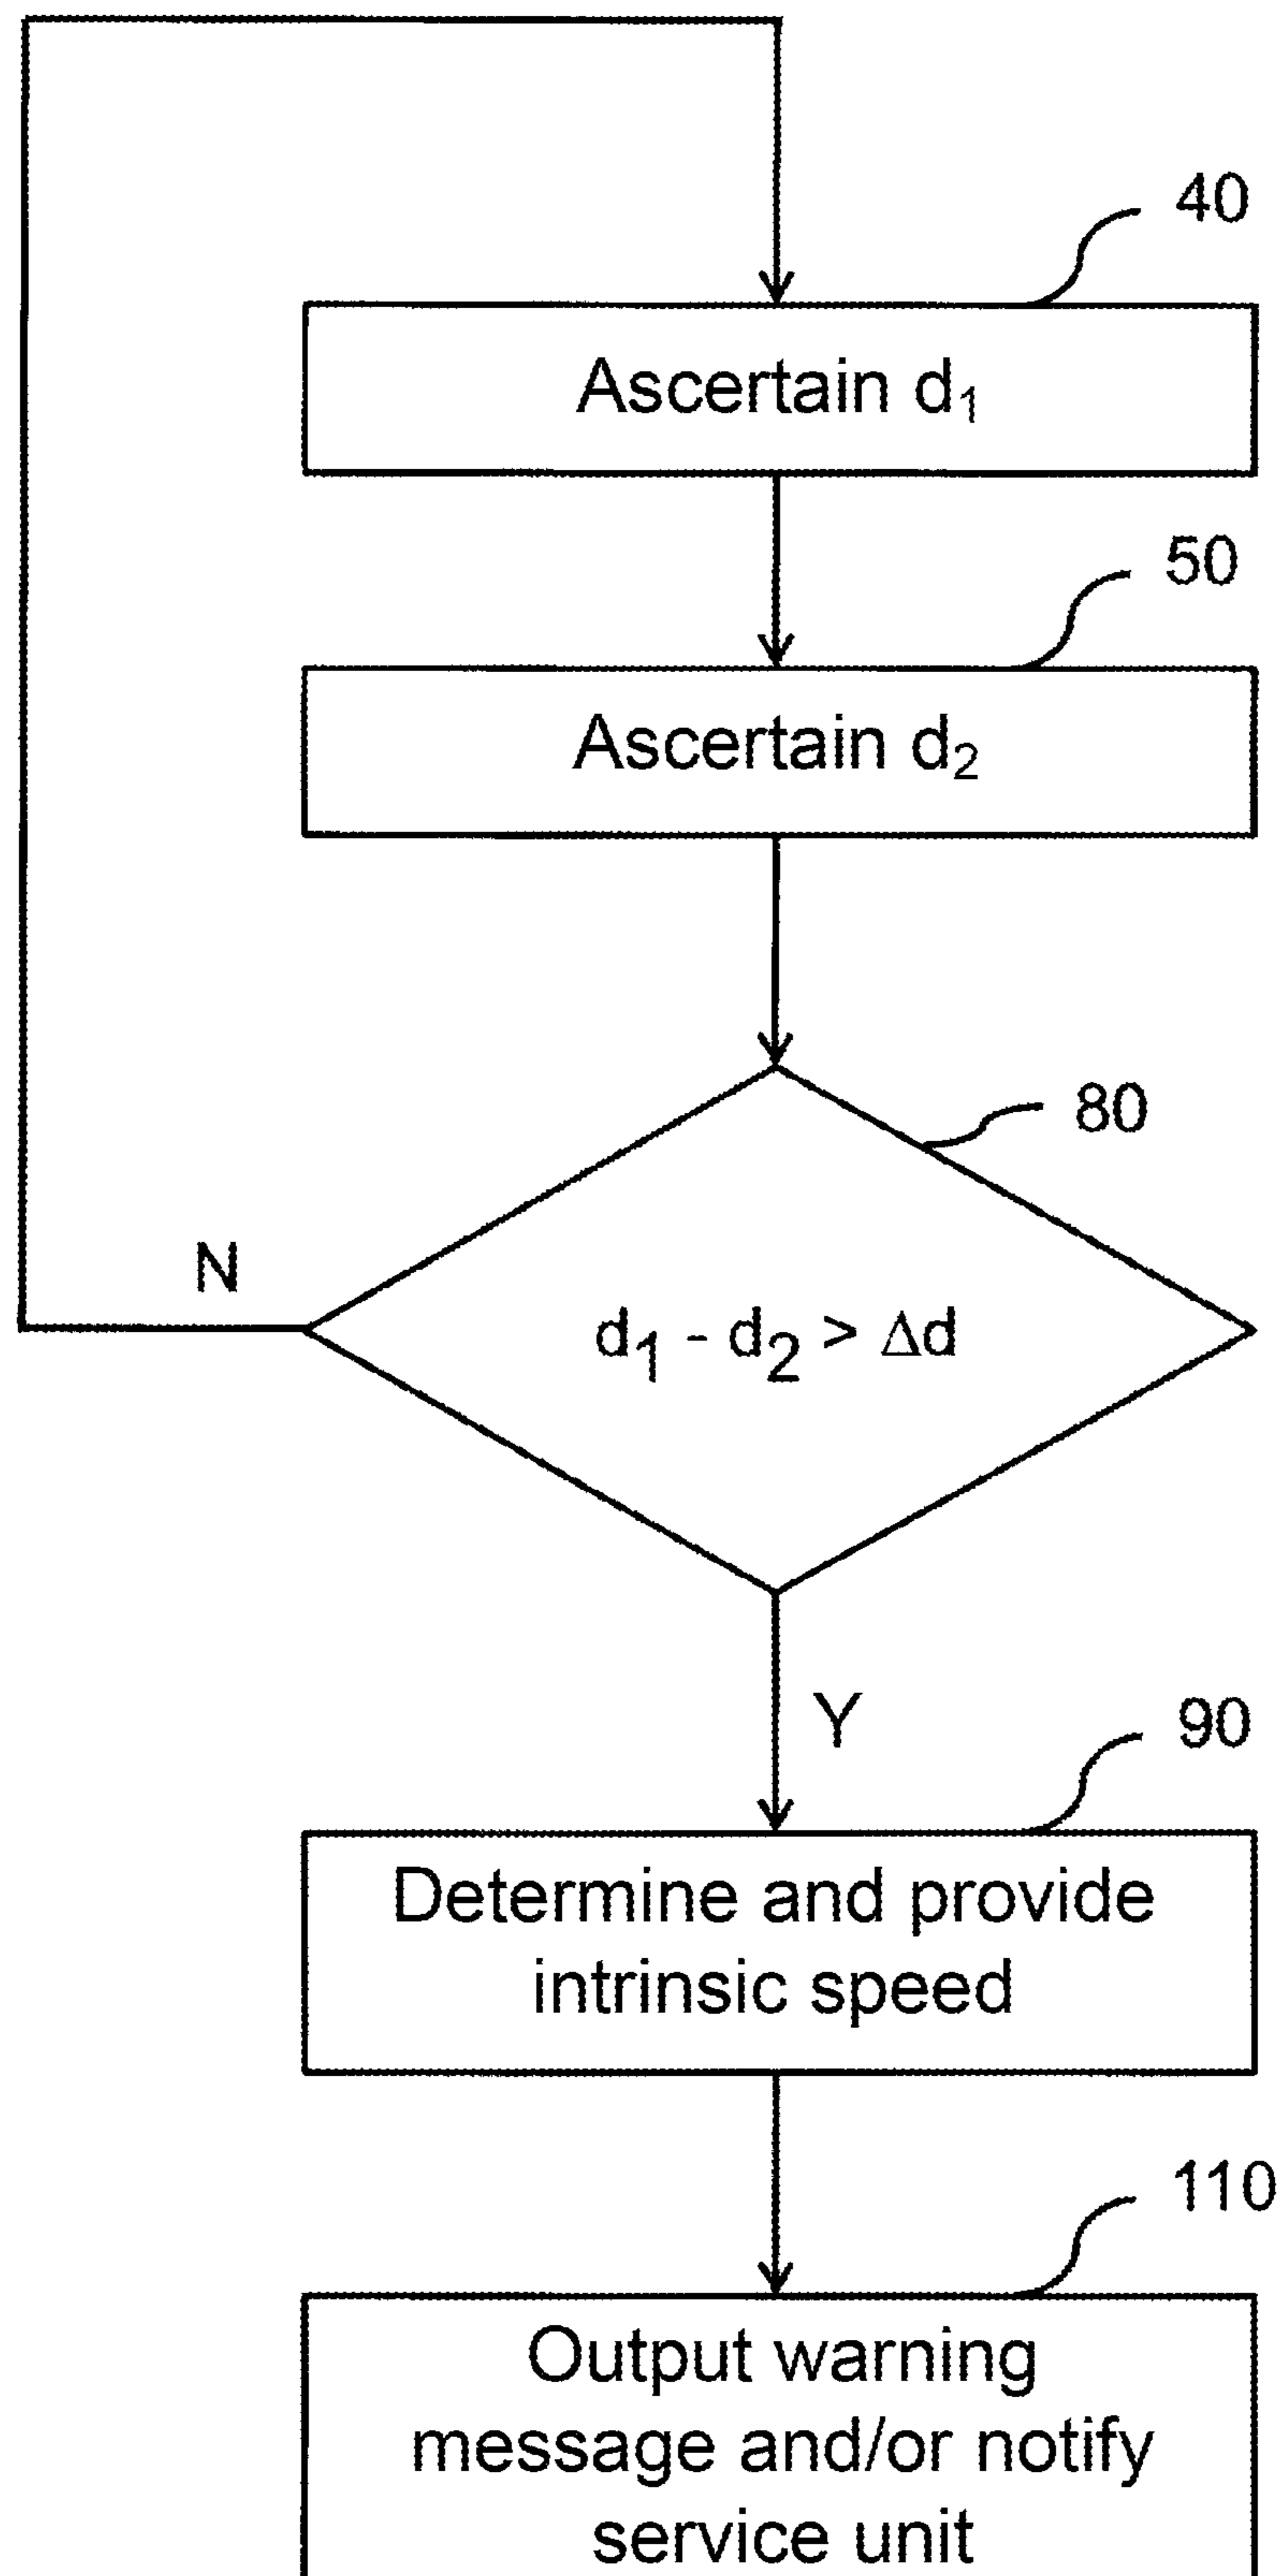 40
Ascertain d₁
50
Ascertain d₂
80
N
d₁ - d₂ > Δd
Y
90
Determine and provide
intrinsic speed
110
Output warning
message and/or notify
service unit